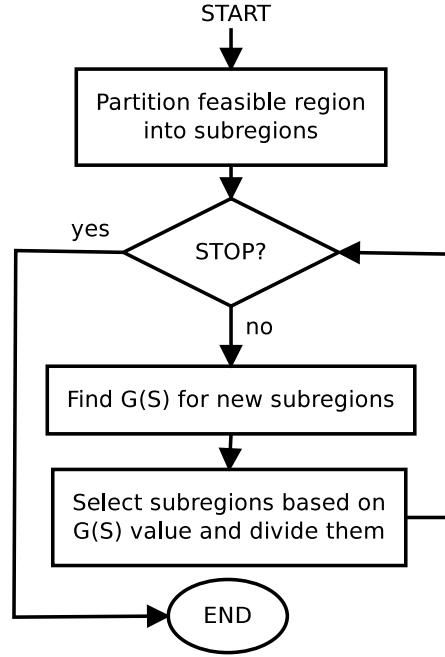 START
Partition feasible region
into subregions
yes
STOP?
no
Find G(S) for new subregions
Select subregions based on
G(S) value and divide them
END